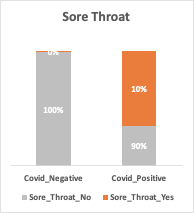 Sore Throat
0%
100%
10%
90%
Covid_Negative Covid_Positive
Sore_Throat_No Sore_Throat_Yes